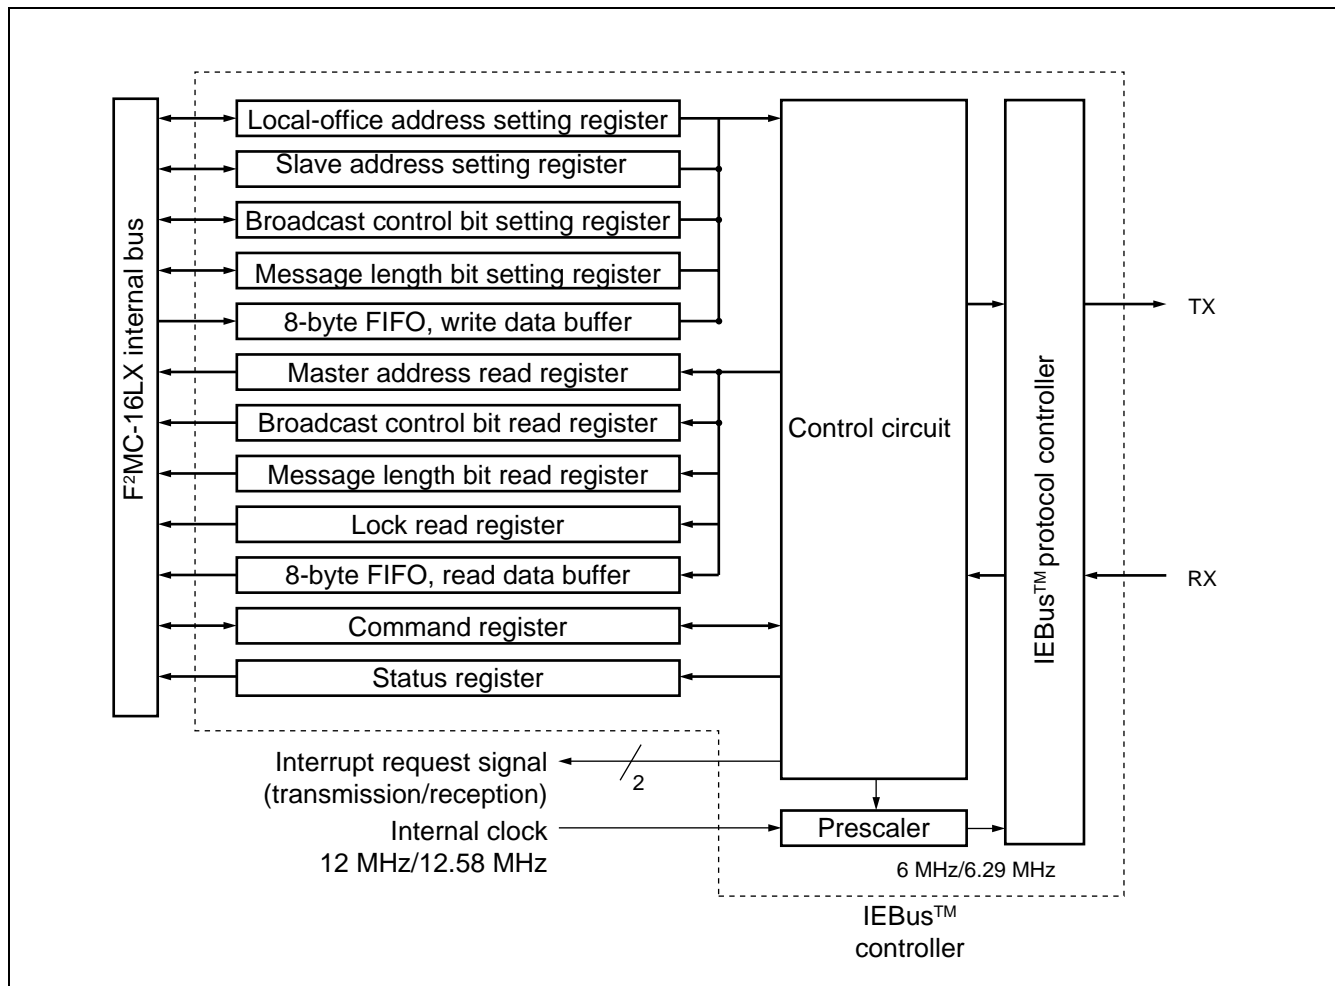 Local-office address setting register
Slave address setting register
Broadcast control bit setting register
Message length bit setting register
8-byte FIFO, write data buffer
Master address read register
Broadcast control bit read register
Message length bit read register
Lock read register
8-byte FIFO, read data buffer
Command register
Status register
F²MC-16LX internal bus
Control circuit
IEBus™ protocol controller
TX
RX
Interrupt request signal
(transmission/reception)
2
Internal clock
12 MHz/12.58 MHz
Prescaler
6 MHz/6.29 MHz
IEBus™
controller